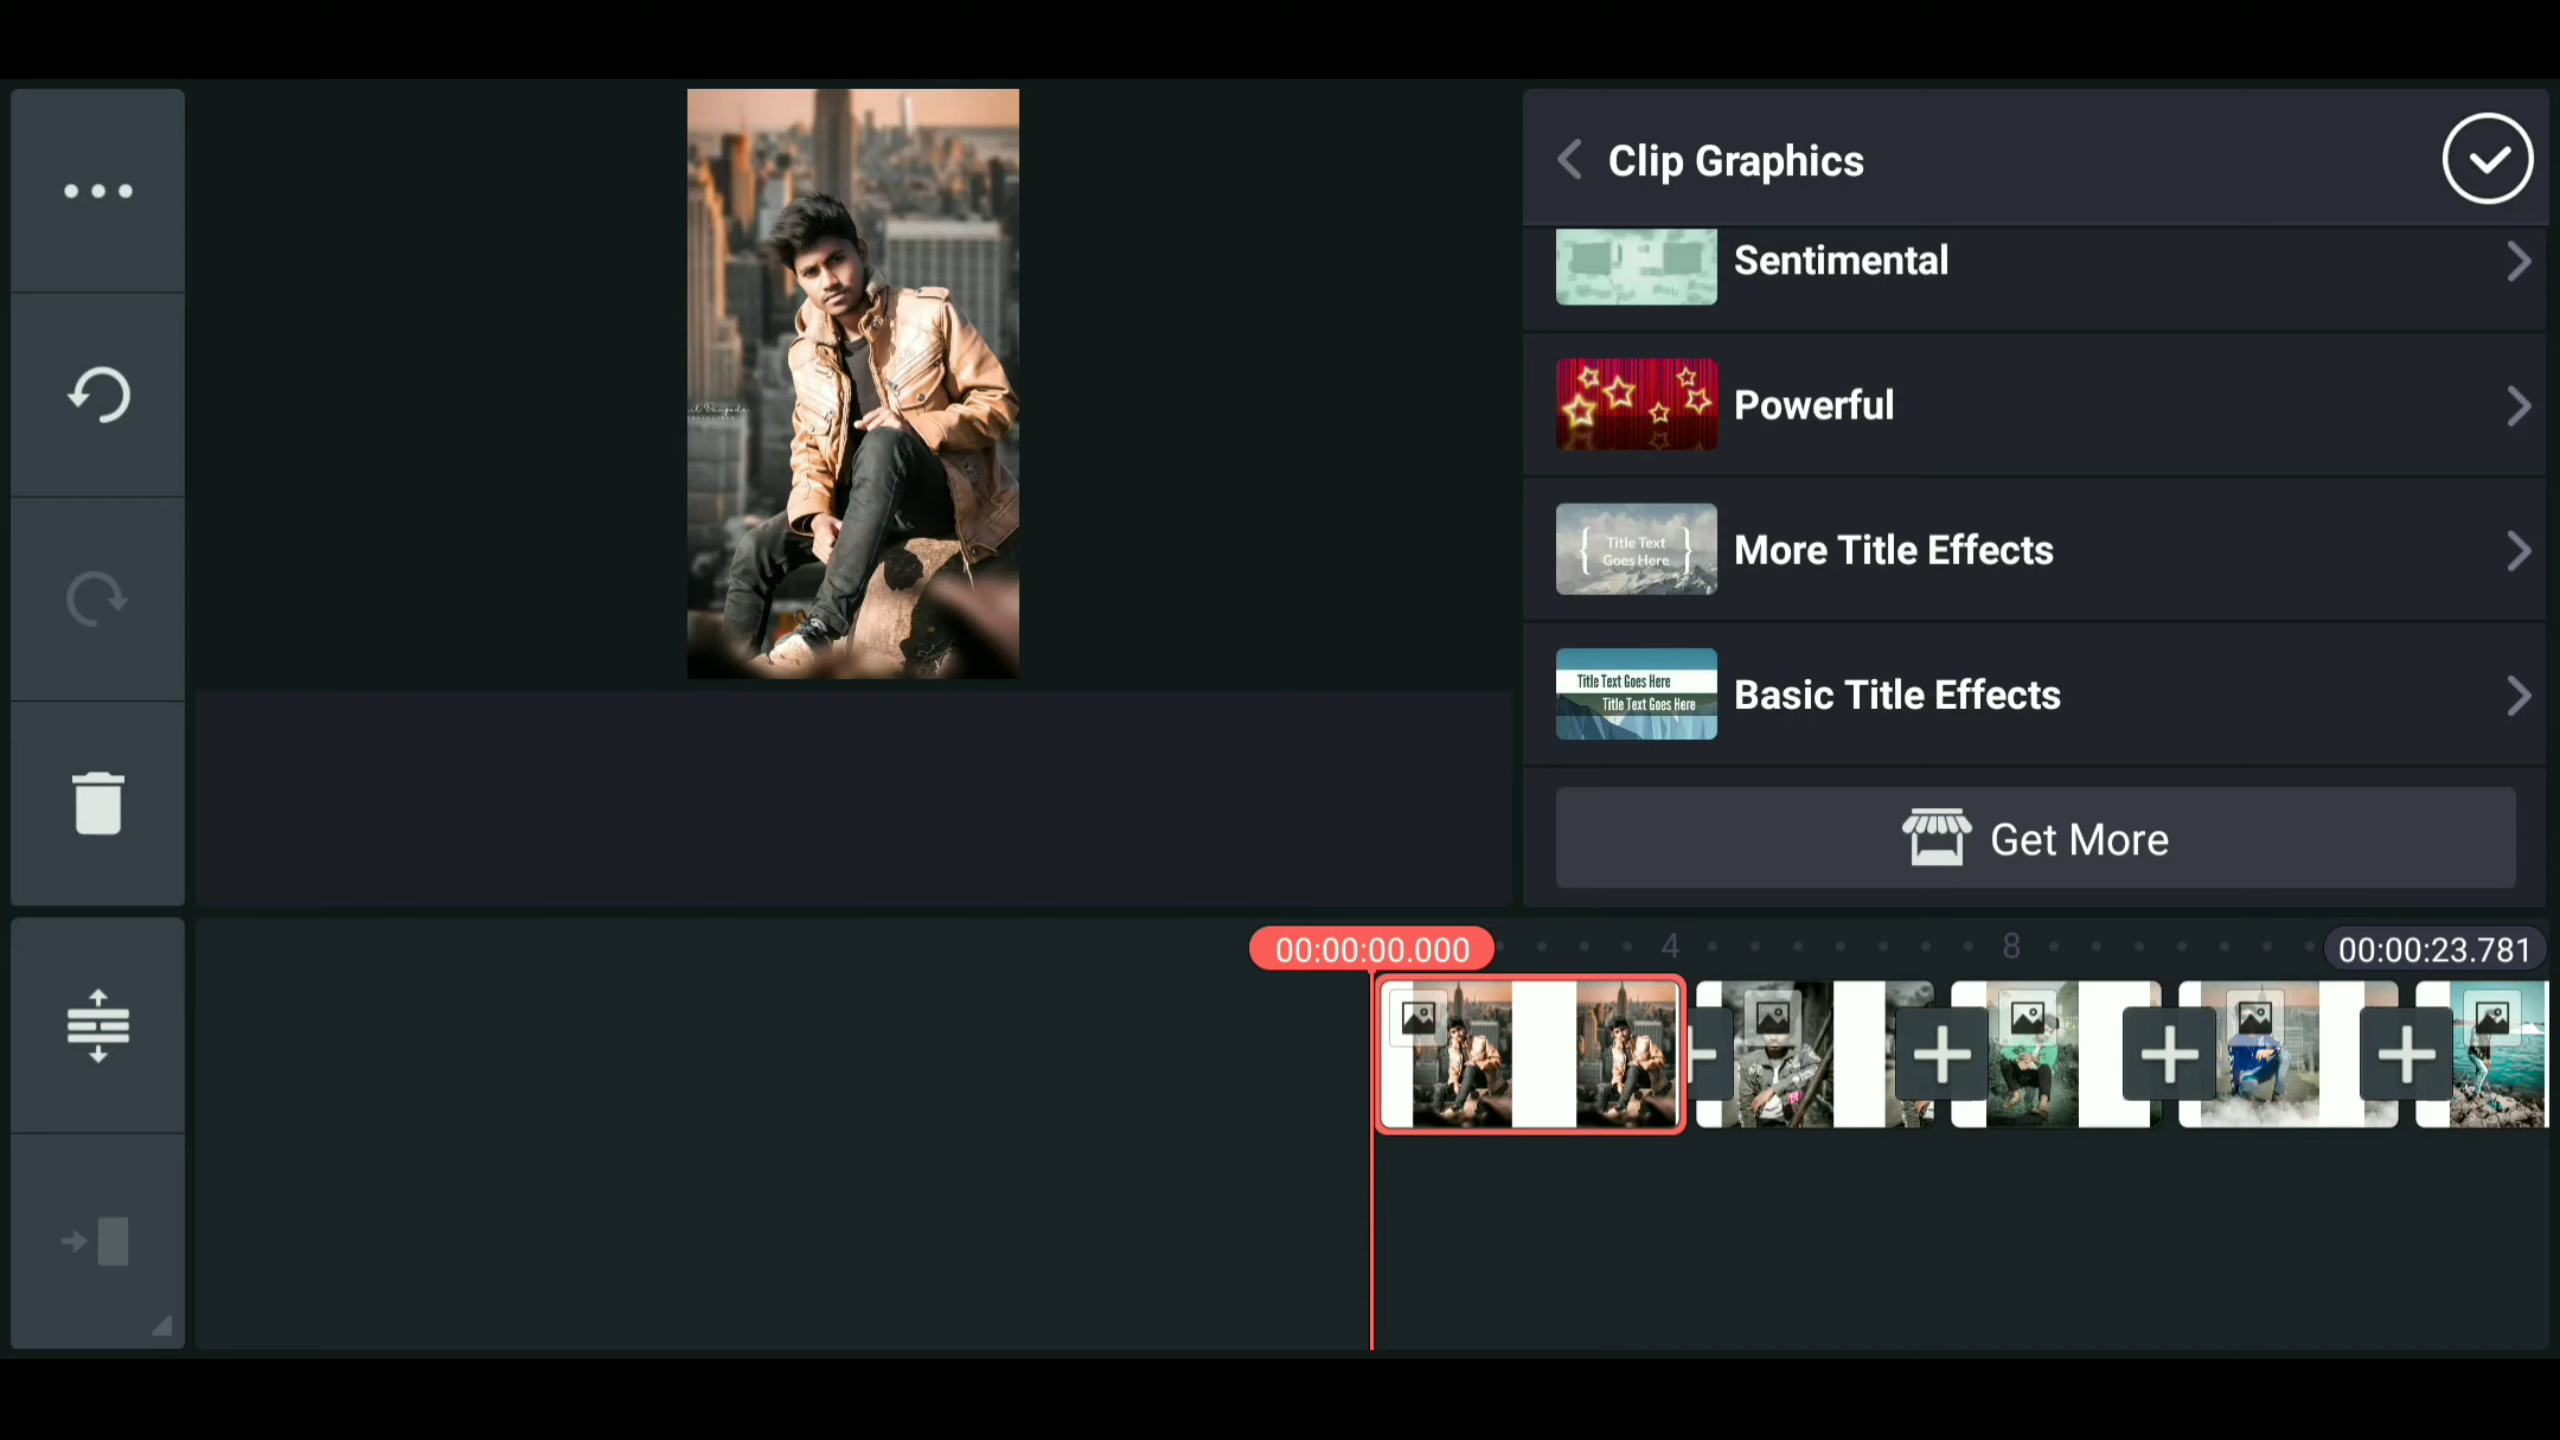 Clip Graphics
Sentimental
Powerful
Title Text
Goes Here
More Title Effects
Title Text Goes Here
Title Text Goes Here
Basic Title Effects
Get More
00:00:00.000
4
8
00:00:23.781